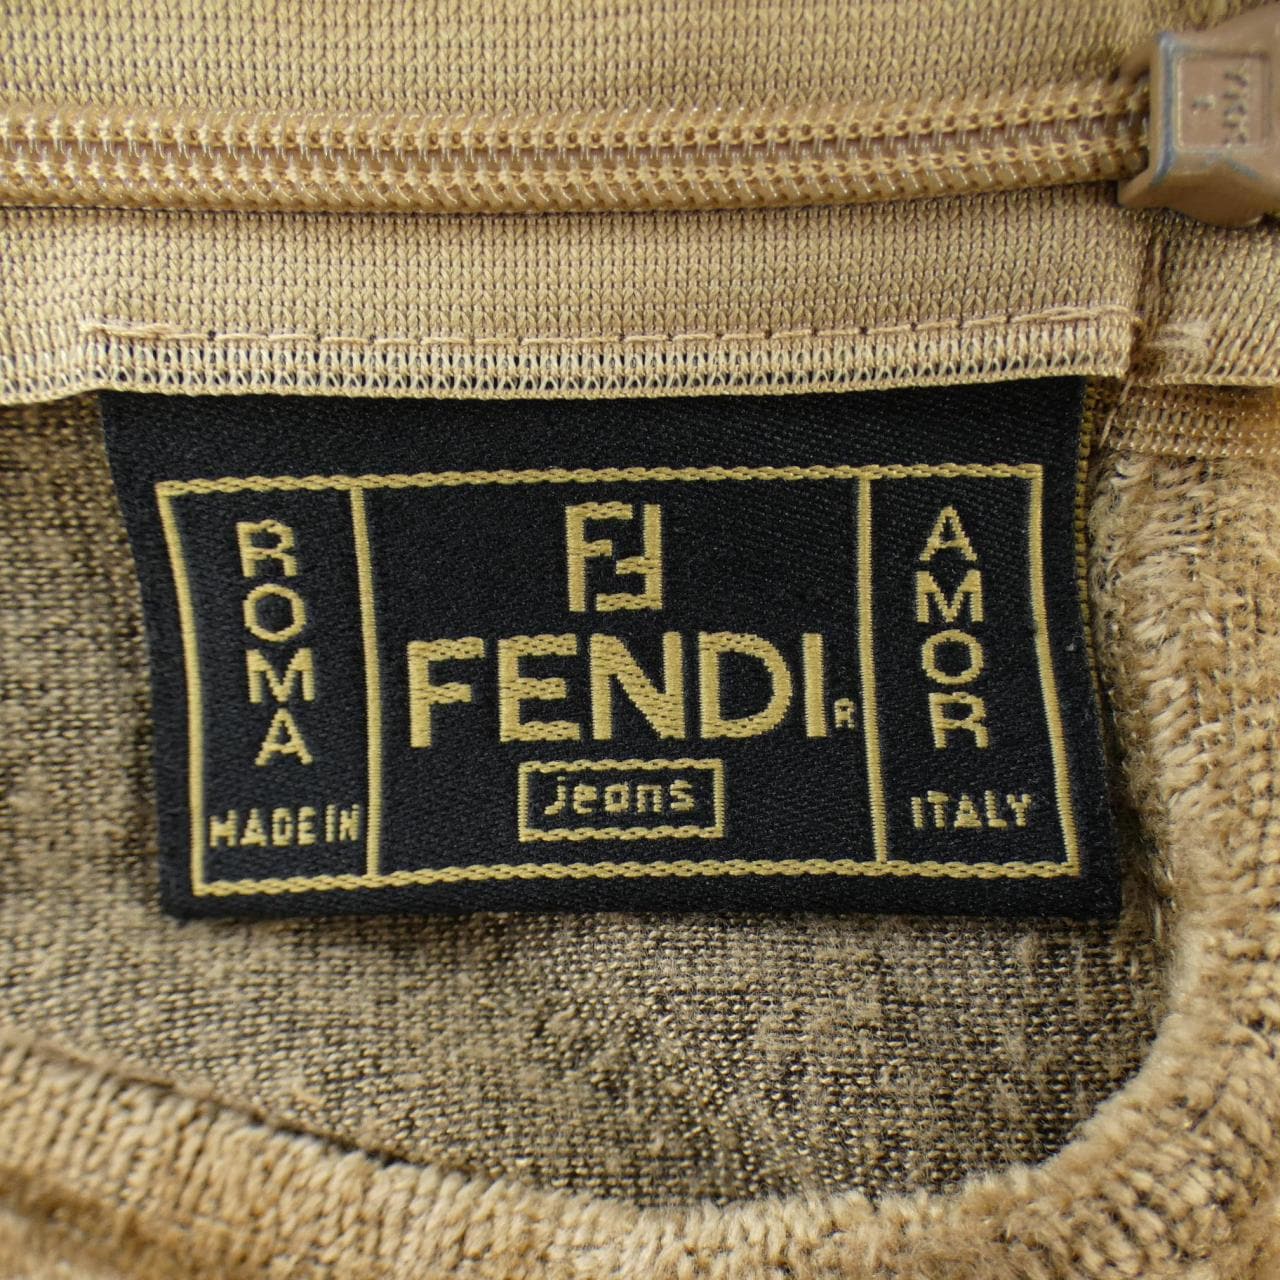 ROMA
MADE IN
FF
FENDI R
jeans
AMOR
ITALY